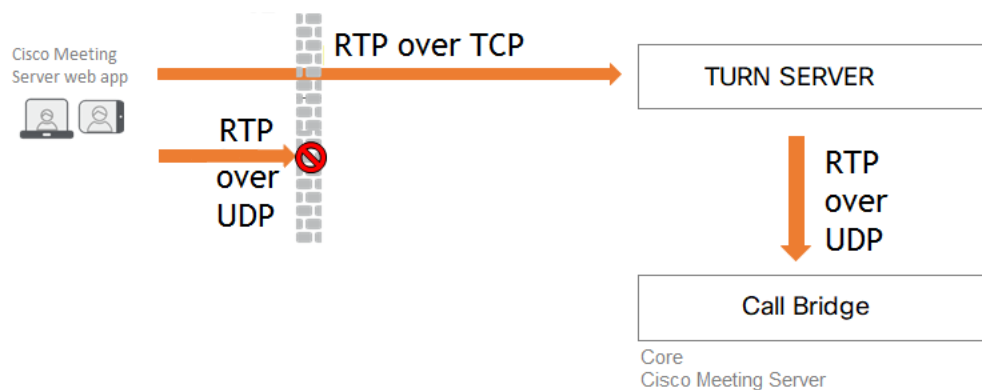 Cisco Meeting
Server web app
RTP over TCP
TURN SERVER
RTP
over
UDP
RTP
over
UDP
Call Bridge
Core
Cisco Meeting Server